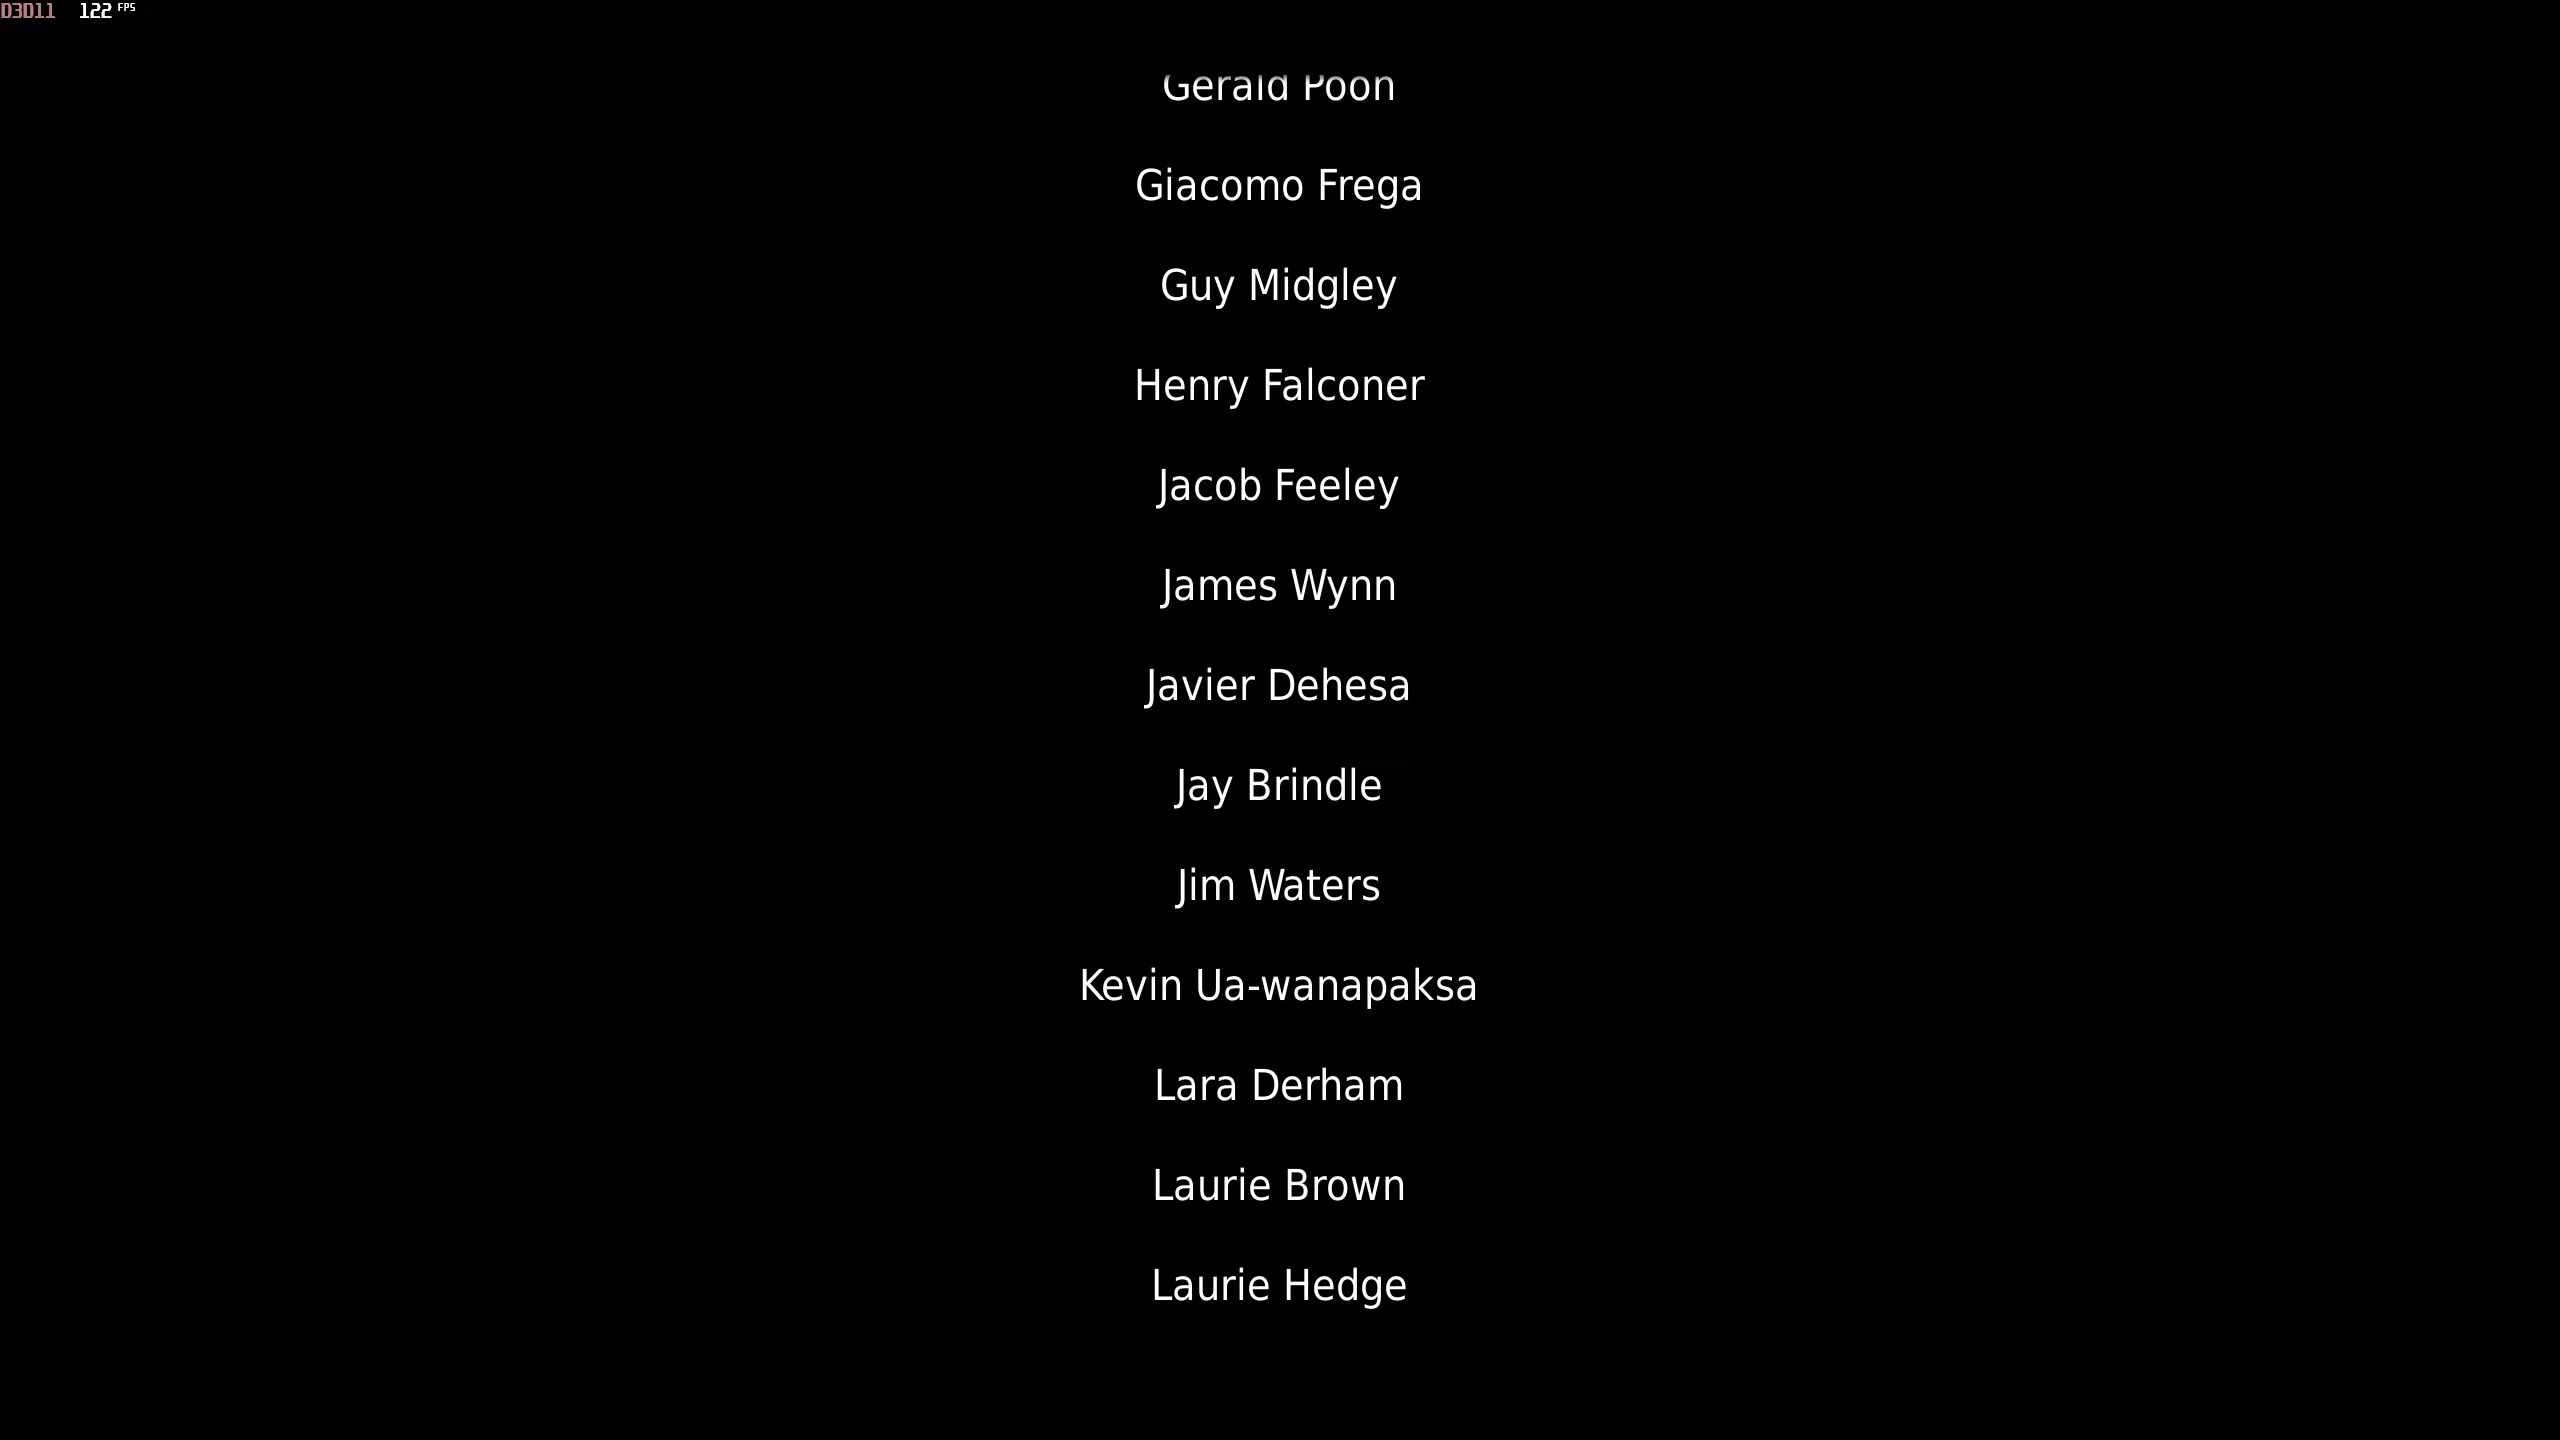 D3D11 122 FPS
Gerald Poon
Giacomo Frega
Guy Midgley
Henry Falconer
Jacob Feeley
James Wynn
Javier Dehesa
Jay Brindle
Jim Waters
Kevin Ua-wanapaksa
Lara Derham
Laurie Brown
Laurie Hedge